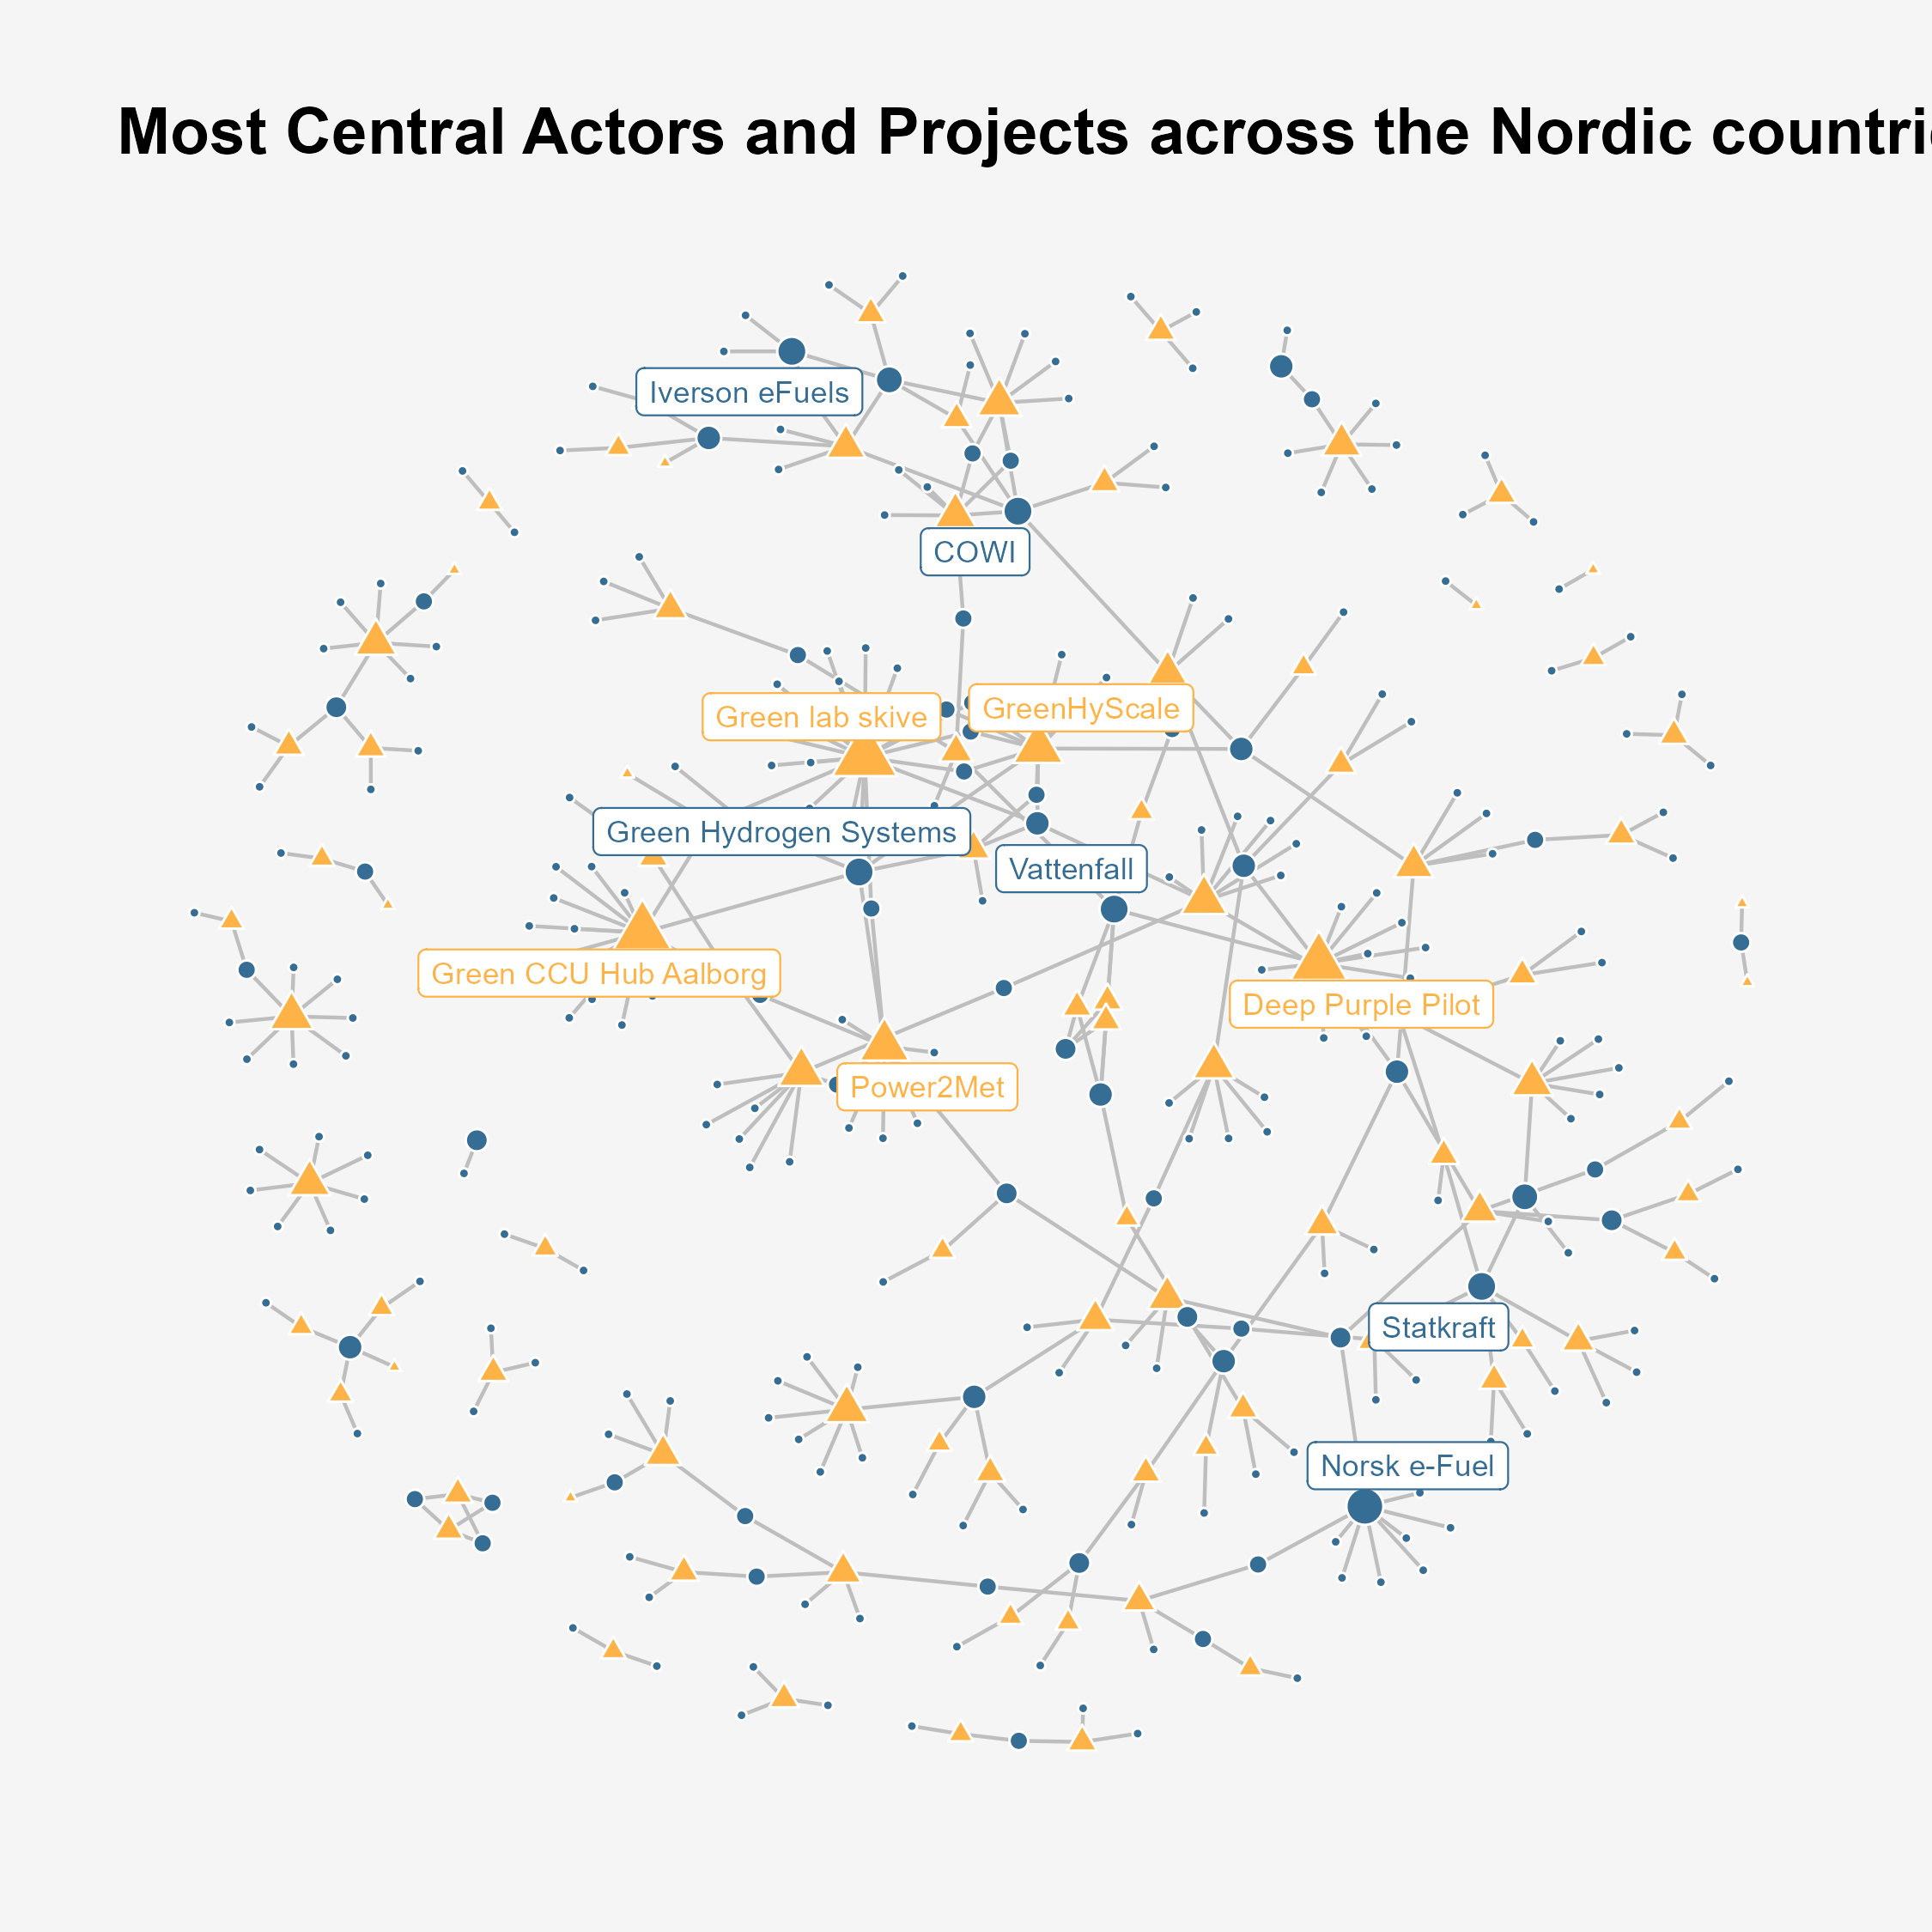 Most Central Actors and Projects across the Nordic countri
Iverson eFuels
COWI
GreenHyScale
Green lab skive
Green Hydrogen Systems
Vattenfall
Green CCU Hub Aalborg
Deep Purple Pilot
Power2Met
Statkraft
Norsk e-Fuel